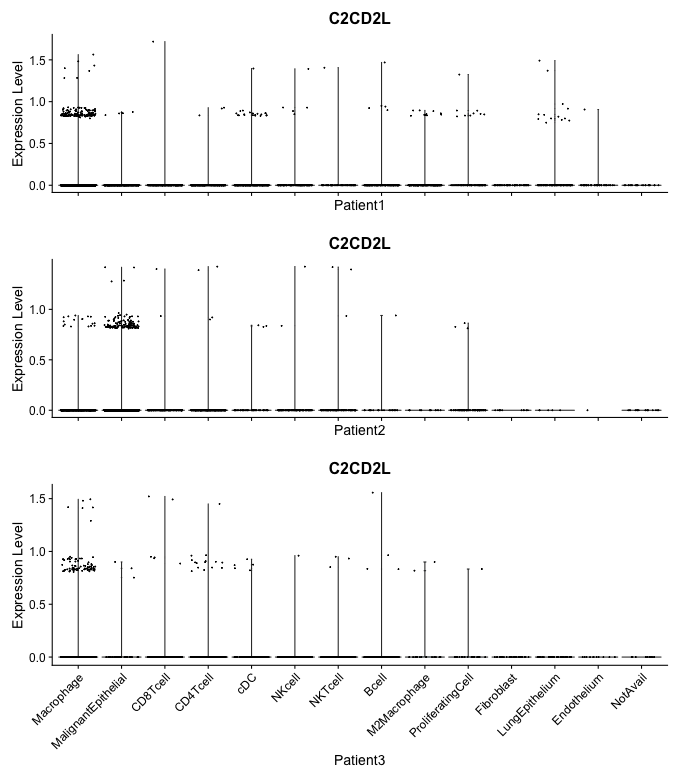 C2CD2L
Expression Level
1.5
1.0
0.5
0.0
Patient1
C2CD2L
Expression Level
1.0
0.5
0.0
Patient2
C2CD2L
Expression Level
1.5
1.0
0.5
0.0
Macrophage
MalignantEpithelial
CD8Tcell
CD4Tcell
cDC
NKcell
NKTcell
Bcell
M2Macrophage
ProliferatingCell
Fibroblast
LungEpithelium
Endothelium
NotAvail
Patient3